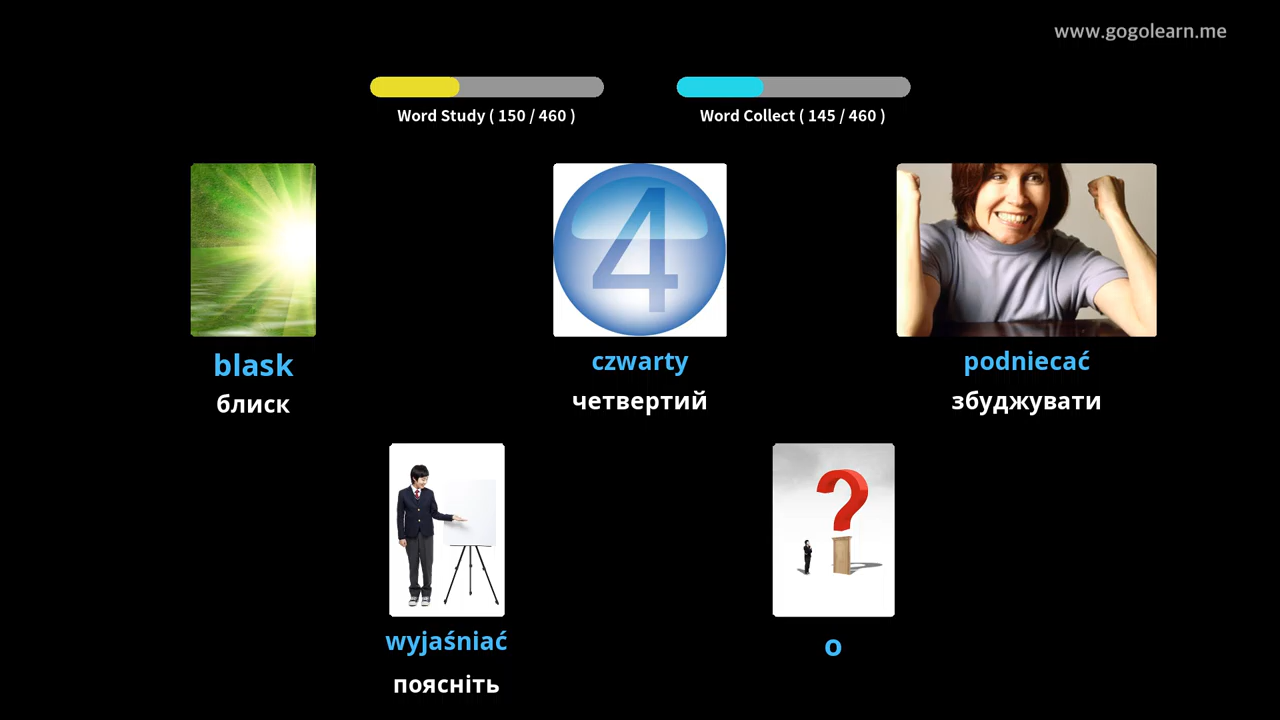 www.gogolearn.me
Word Study ( 150 / 460 )
Word Collect ( 145 / 460 )
4
blask
блиск
czwarty
четвертий
podniecać
збуджувати
?
wyjaśniać
поясніть
o